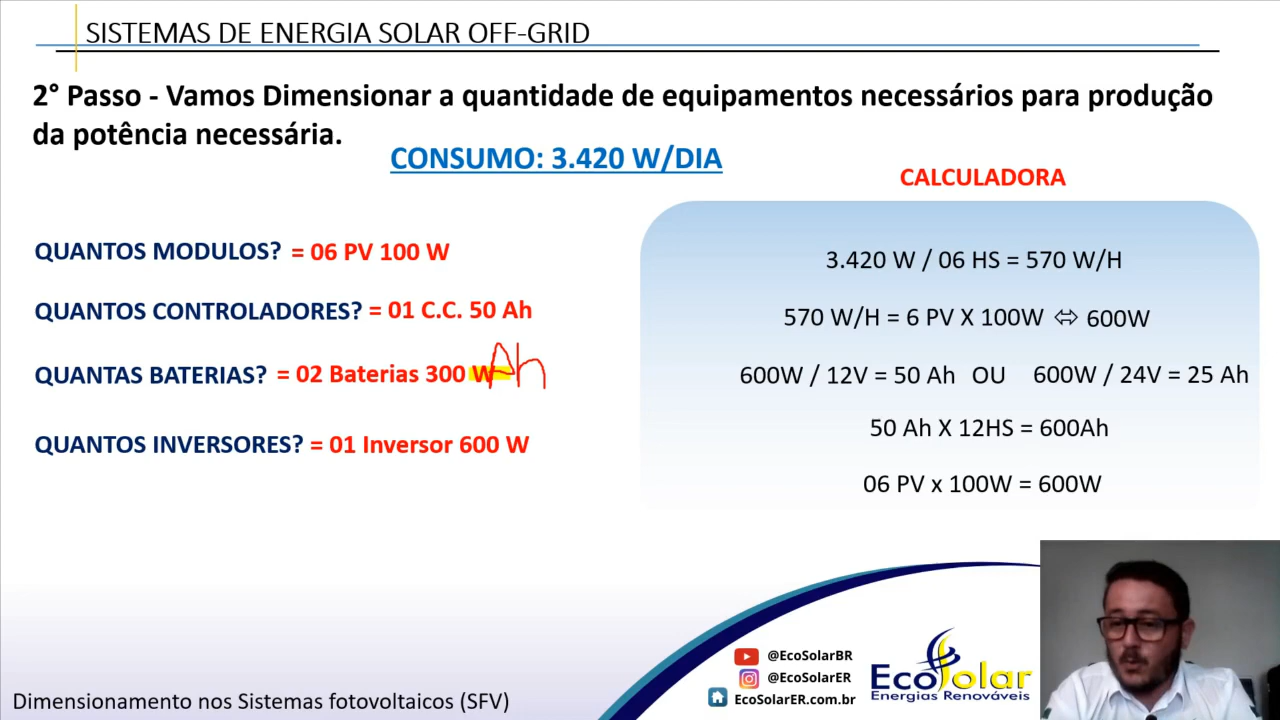 SISTEMAS DE ENERGIA SOLAR OFF-GRID
2° Passo - Vamos Dimensionar a quantidade de equipamentos necessários para produção
da potência necessária.
CONSUMO: 3.420 W/DIA
CALCULADORA
QUANTOS MODULOS? = 06 PV 100 W
QUANTOS CONTROLADORES? = 01 C.C. 50 Ah
QUANTAS BATERIAS? = 02 Baterias 300 W Ah
QUANTOS INVERSORES? = 01 Inversor 600 W
3.420 W / 06 HS = 570 W/H
570 W/H = 6 PV X 100W ⬄ 600W
600W / 12V = 50 Ah OU 600W / 24V = 25 Ah
50 Ah X 12HS = 600Ah
06 PV x 100W = 600W
@EcoSolarBR
@EcoSolarER
EcoSolarER.com.br
EcoSolar
Energias Renováveis
Dimensionamento nos Sistemas fotovoltaicos (SFV)